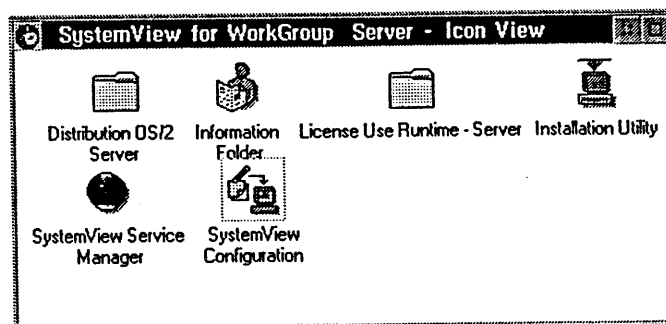 SystemView for WorkGroup Server - Icon View
Distribution OS/2
Server
Information
Folder
License Use Runtime - Server
Installation Utility
SystemView Service
Manager
SystemView
Configuration